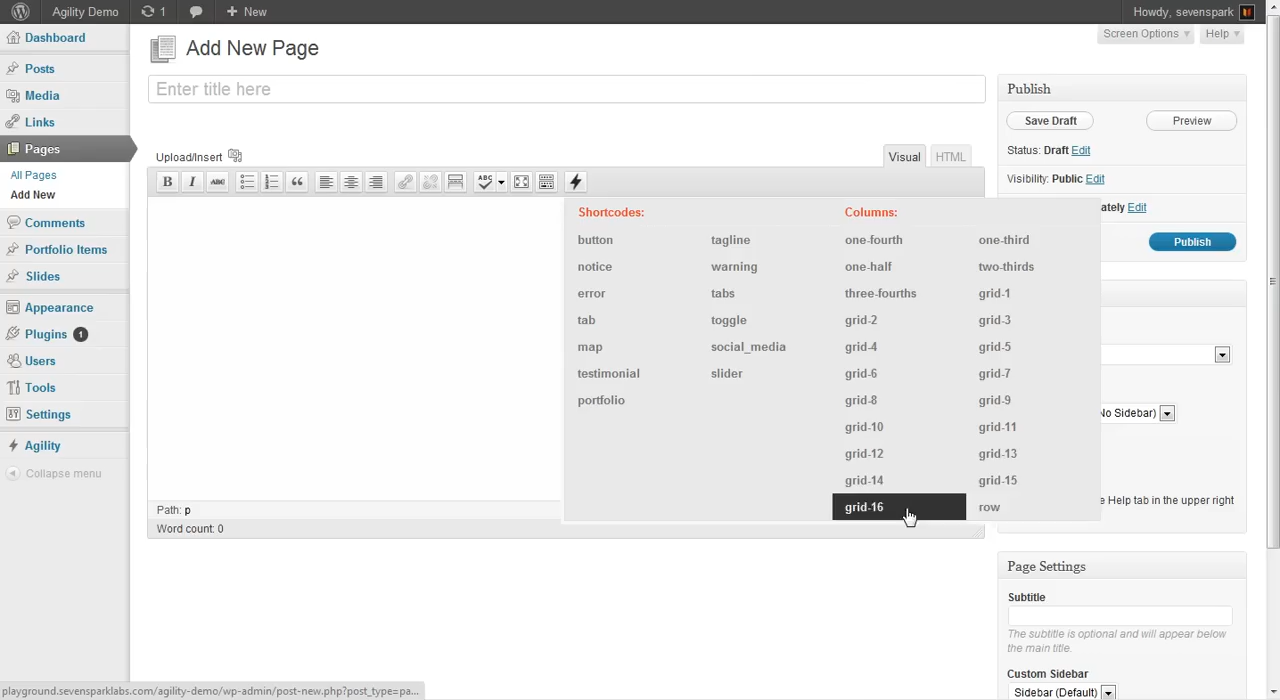 Agility Demo 1 New Howdy, sevenspark
Dashboard
Posts
Media
Links
Pages
All Pages
Add New
Comments
Portfolio Items
Slides
Appearance
Plugins 1
Users
Tools
Settings
Agility
Collapse menu
Screen Options Help
Add New Page
Enter title here
Upload/Insert Visual HTML
B I ABC ABC
Shortcodes: Columns:
button tagline one-fourth one-third
notice warning one-half two-thirds
error tabs three-fourths grid-1
tab toggle grid-2 grid-3
map social_media grid-4 grid-5
testimonial slider grid-6 grid-7
portfolio grid-8 grid-9
grid-10 grid-11
grid-12 grid-13
grid-14 grid-15
grid-16 row
Path: p
Word count: 0
Publish
Save Draft Preview
Status: Draft Edit
Visibility: Public Edit
ately Edit
Publish
No Sidebar)
e Help tab in the upper right
Page Settings
Subtitle
The subtitle is optional and will appear below
the main title.
Custom Sidebar
Sidebar (Default)
playground.sevensparklabs.com/agility-demo/wp-admin/post-new.php?post_type=pa...